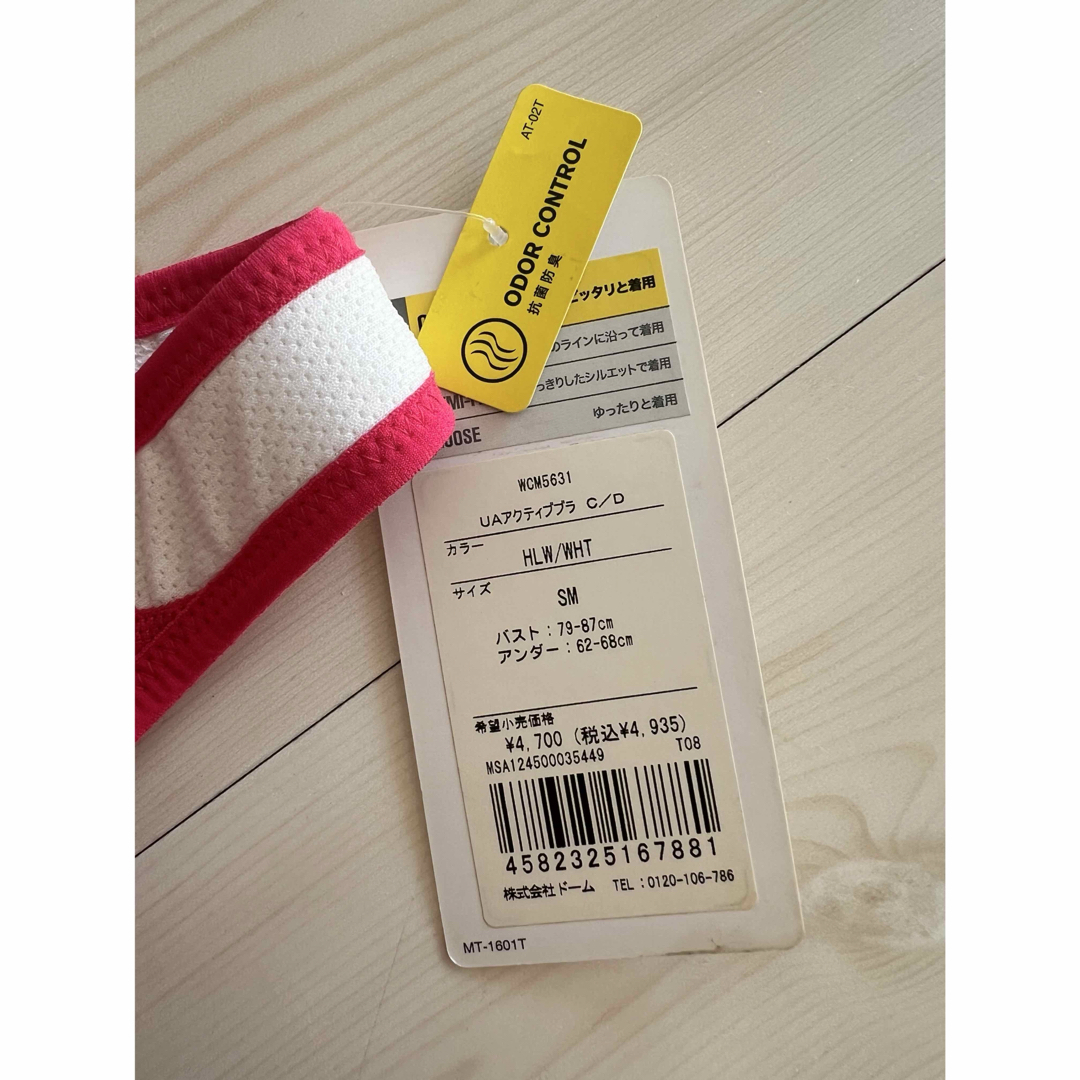 AT-02T
ODOR CONTROL
抗菌防臭
ピッタリと着用
のラインに沿って着用
っきりしたシルエットで着用
ゆったりと着用
WCM5631
UAアクティブブラ C/D
カラー
HLW/WHT
サイズ
SM
バスト:79-87cm
アンダー:62-68cm
希望小売価格
¥4,700 (税込¥4,935)
MSA124500035449 T08
4582325167881
株式会社ドーム TEL:0120-106-786
MT-1601T